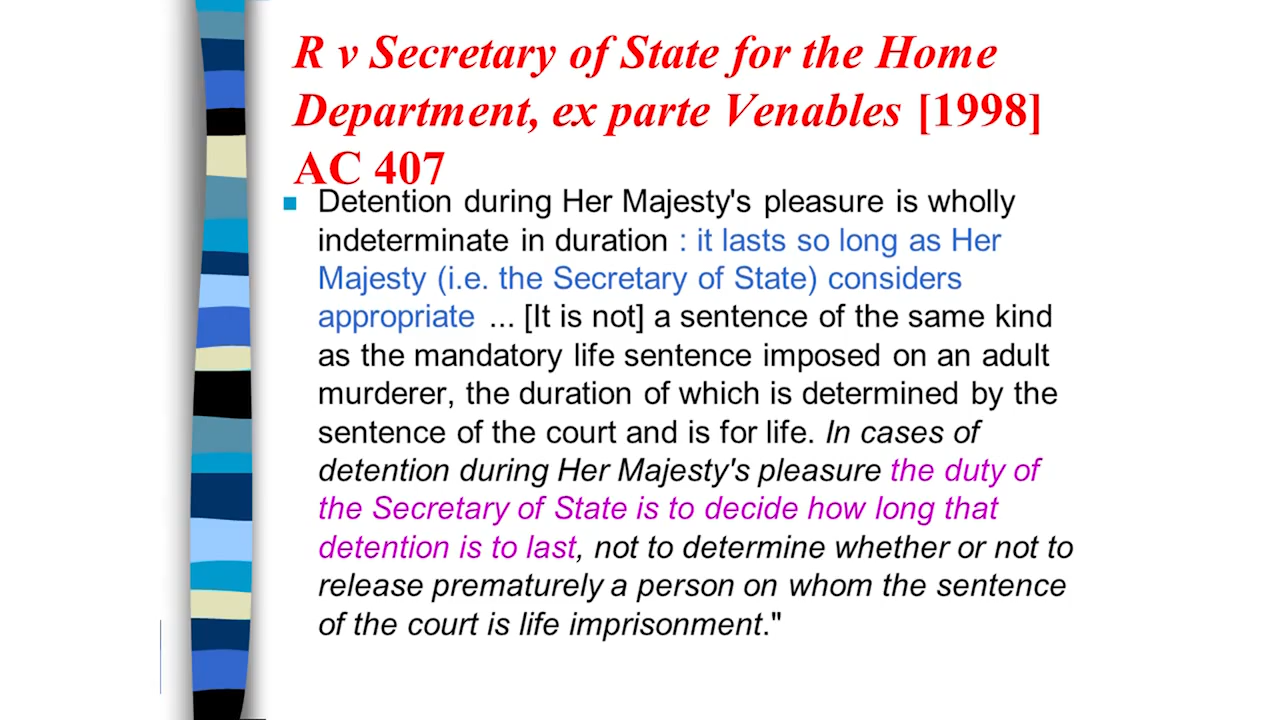 R v Secretary of State for the Home
Department, ex parte Venables [1998]
AC 407
Detention during Her Majesty's pleasure is wholly
indeterminate in duration : it lasts so long as Her
Majesty (i.e. the Secretary of State) considers
appropriate ... [It is not] a sentence of the same kind
as the mandatory life sentence imposed on an adult
murderer, the duration of which is determined by the
sentence of the court and is for life. In cases of
detention during Her Majesty's pleasure the duty of
the Secretary of State is to decide how long that
detention is to last, not to determine whether or not to
release prematurely a person on whom the sentence
of the court is life imprisonment."